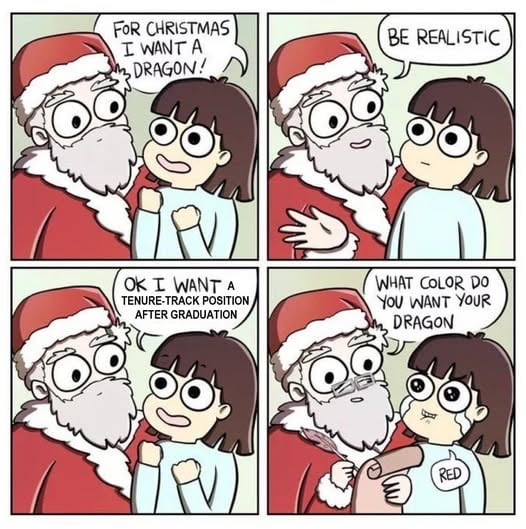 FOR CHRISTMAS
I WANT A
DRAGON!
BE REALISTIC
OK I WANT A
TENURE-TRACK POSITION
AFTER GRADUATION
WHAT COLOR DO
YOU WANT YOUR
DRAGON
RED